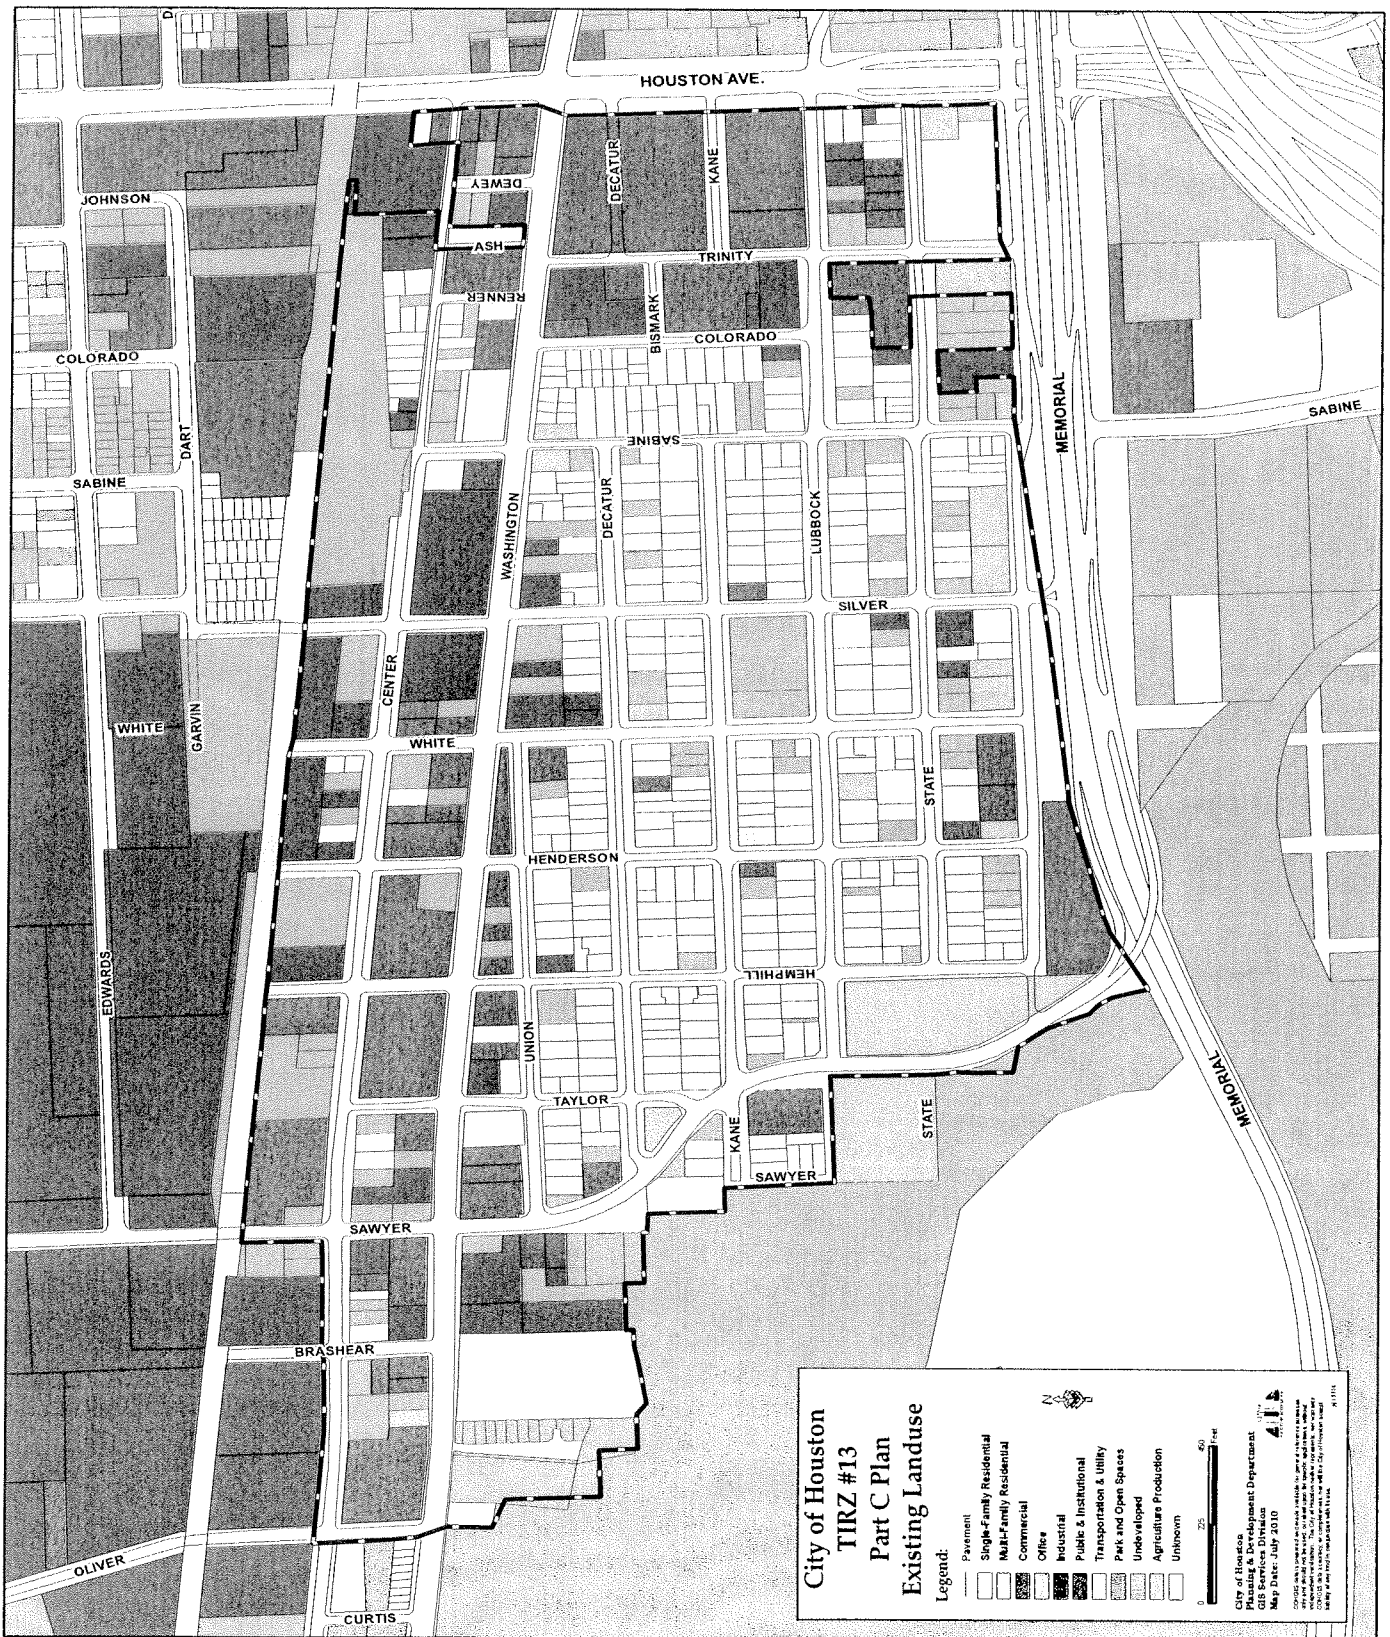 HOUSTON AVE.
JOHNSON
DEWEY
DECATUR
KANE
ASH
TRINITY
RENNER
BISMARK
COLORADO
COLORADO
DART
SABINE
MEMORIAL
SABINE
SABINE
WASHINGTON
DECATUR
LUBBOCK
SILVER
CENTER
GARVIN
WHITE
WHITE
STATE
HENDERSON
EDWARDS
HEMPHILL
UNION
TAYLOR
KANE
STATE
MEMORIAL
SAWYER
SAWYER
BRASHEAR
OLIVER
CURTIS
City of Houston
TIRZ #13
Part C Plan
Existing Landuse
Legend:
Pavement
Single-Family Residential
Multi-Family Residential
Commercial
Office
Industrial
Public & Institutional
Transportation & Utility
Park and Open Spaces
Undeveloped
Agriculture Production
Unknown
N
0 225 450
Feet
City of Houston
Planning & Development Department
GIS Services Division
Map Date: July 2010